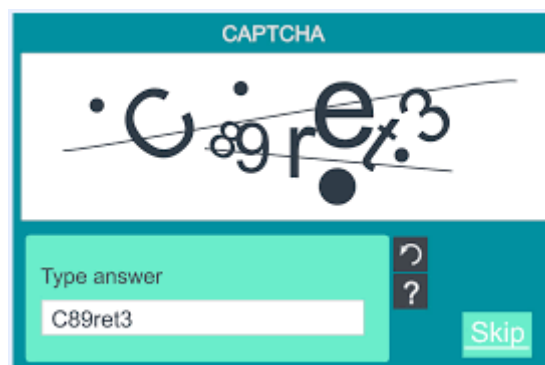 CAPTCHA
C89ret3
Type answer
?
C89ret3
Skip